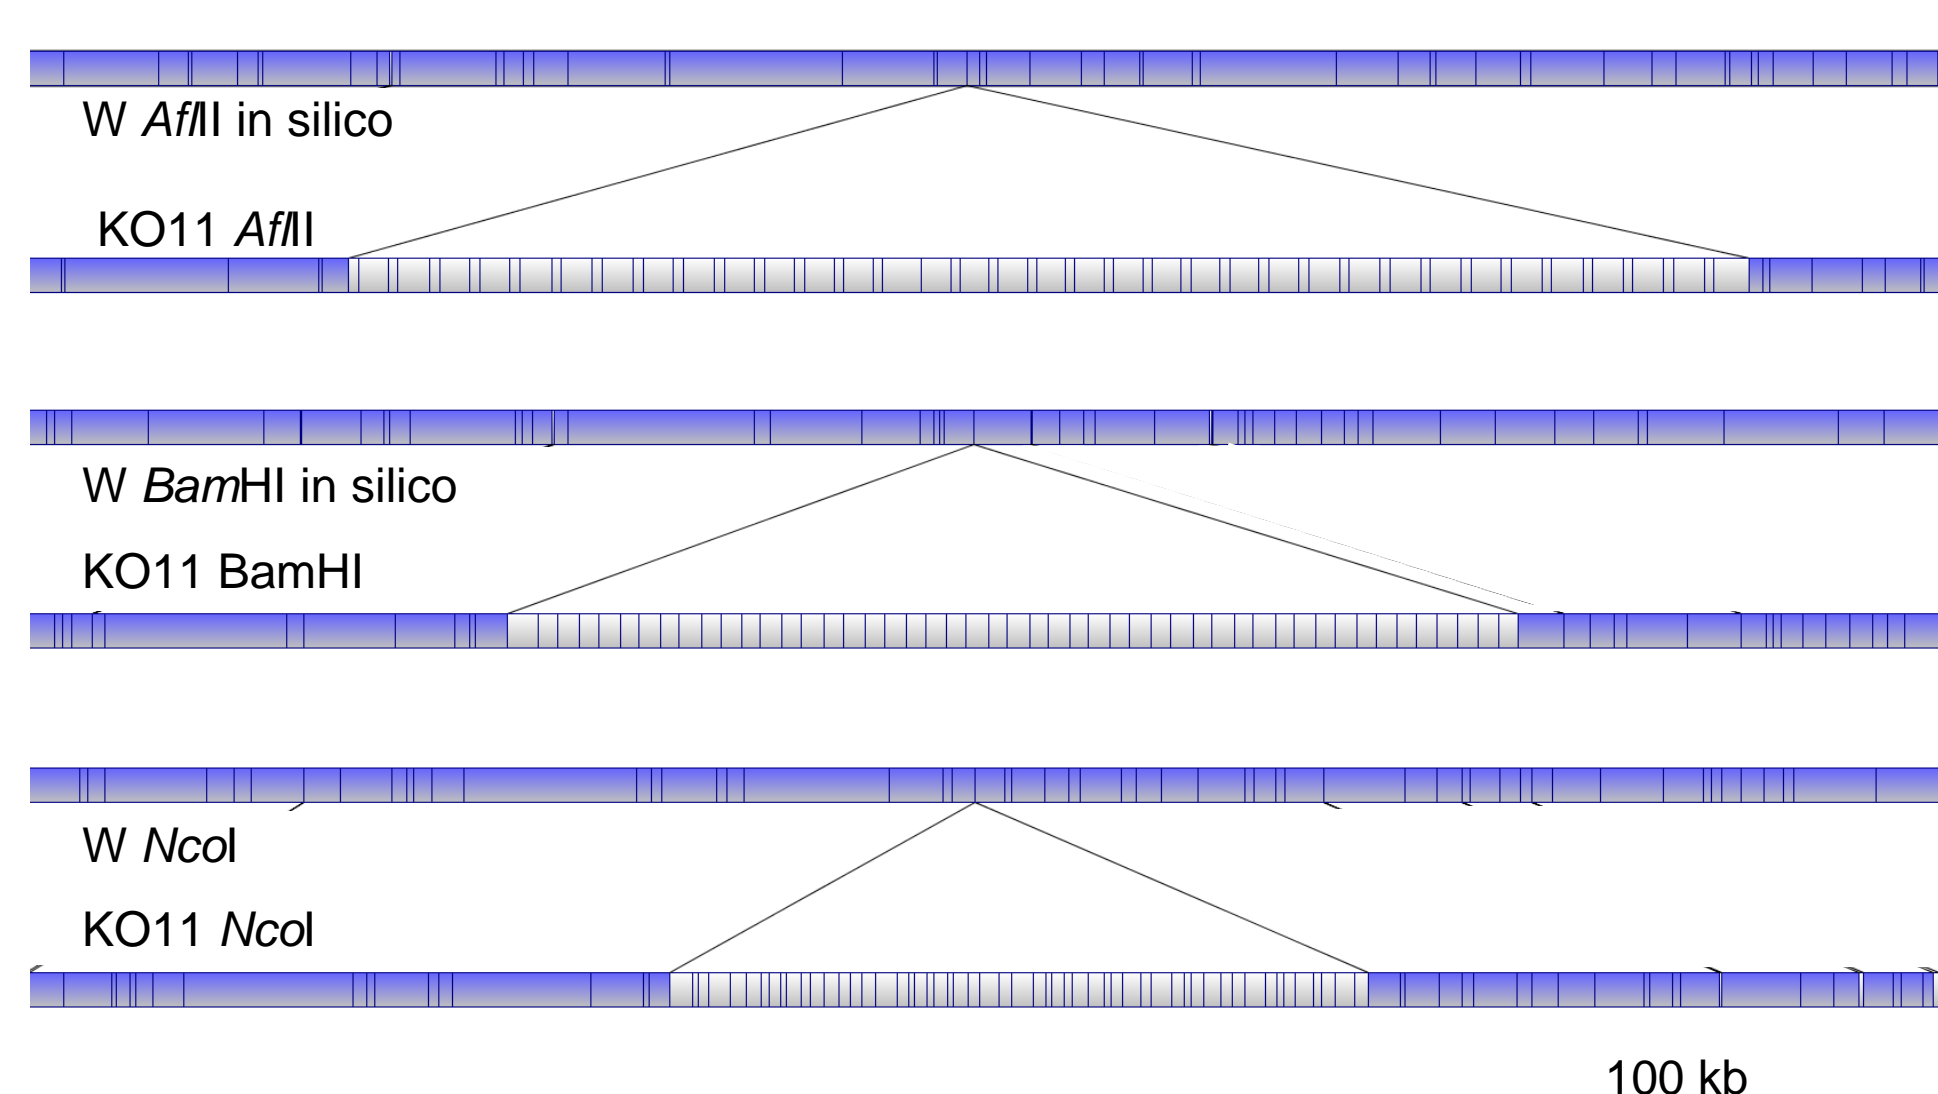 W AflII in silico
KO11 AflII
W BamHI in silico
KO11 BamHI
W NcoI
KO11 NcoI
100 kb